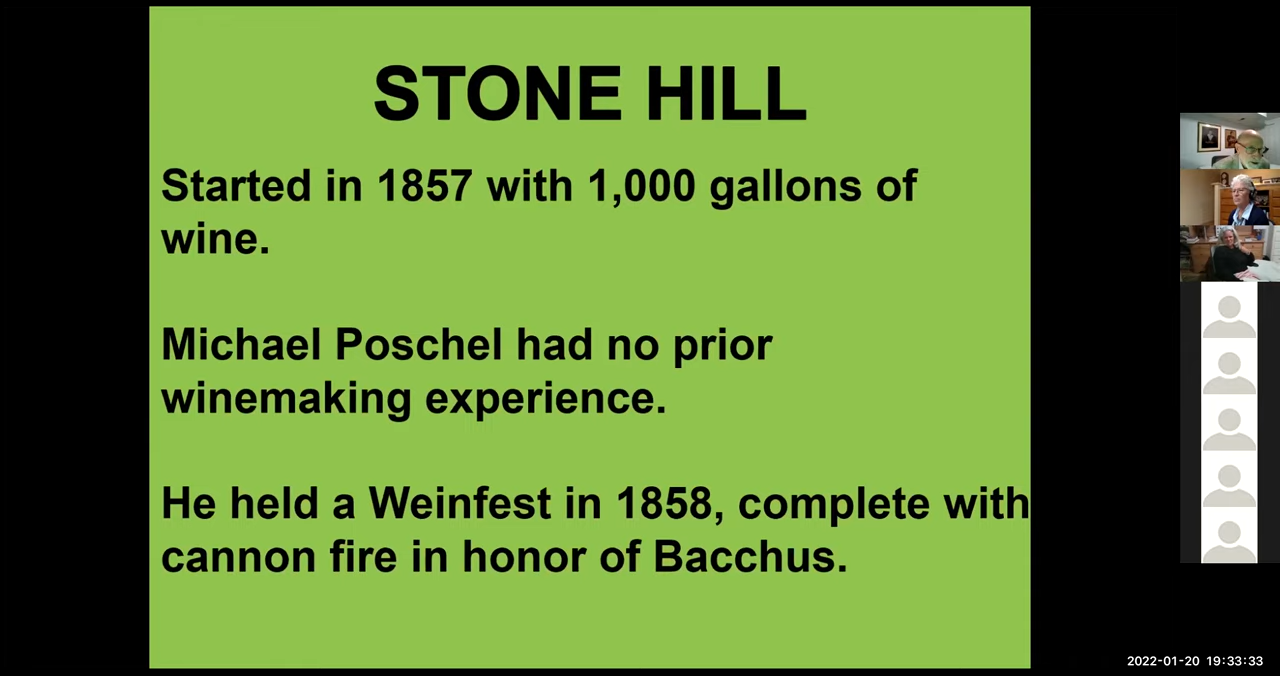 STONE HILL
Started in 1857 with 1,000 gallons of
wine.
Michael Poschel had no prior
winemaking experience.
He held a Weinfest in 1858, complete with
cannon fire in honor of Bacchus.
2022-01-20 19:33:33